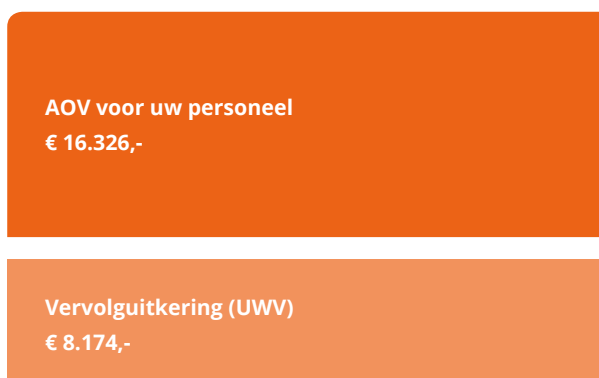 AOV voor uw personeel
€ 16.326,-
Vervolguitkering (UWV)
€ 8.174,-